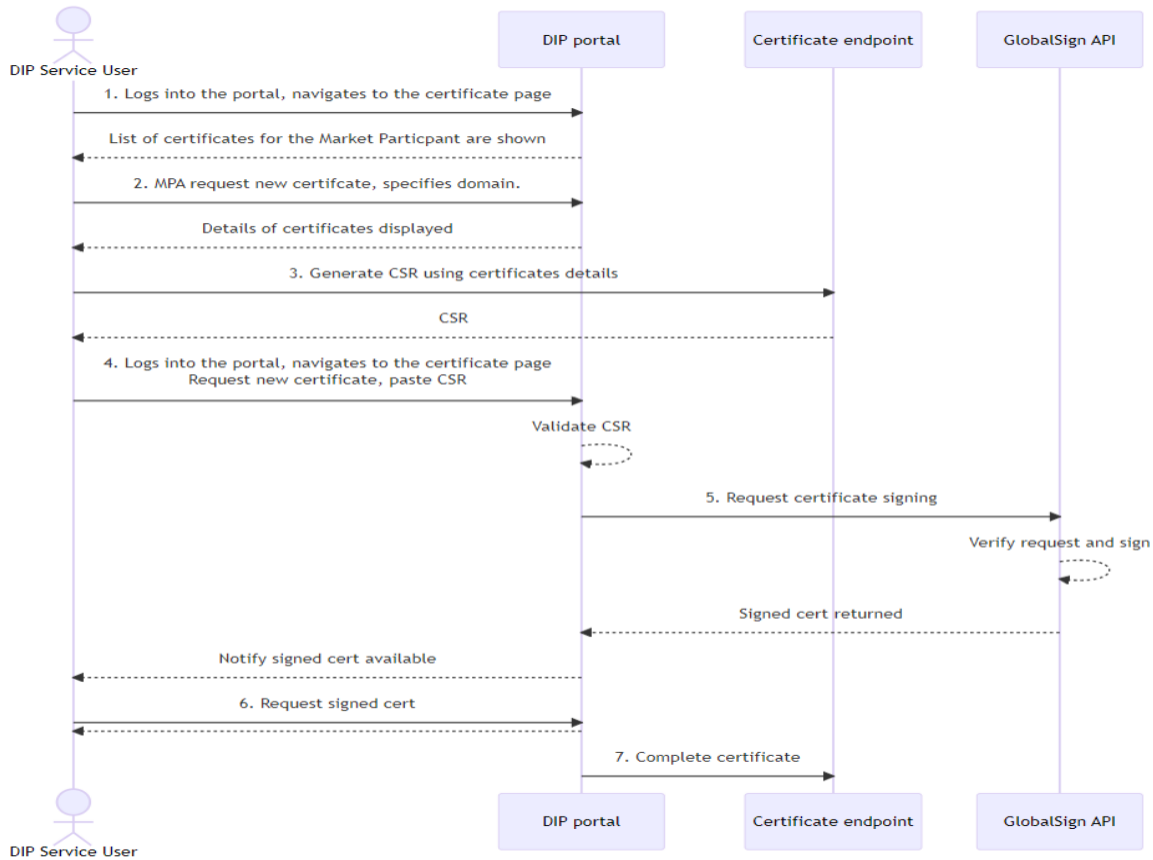 DIP portal
Certificate endpoint
GlobalSign API
DIP Service User
1. Logs into the portal, navigates to the certificate page
List of certificates for the Market Particpant are shown
2. MPA request new certifcate, specifies domain.
Details of certificates displayed
3. Generate CSR using certificates details
CSR
4. Logs into the portal, navigates to the certificate page
Request new certificate, paste CSR
Validate CSR
5. Request certificate signing
Verify request and sign
Signed cert returned
Notify signed cert available
6. Request signed cert
7. Complete certificate
DIP portal
Certificate endpoint
GlobalSign API
DIP Service User